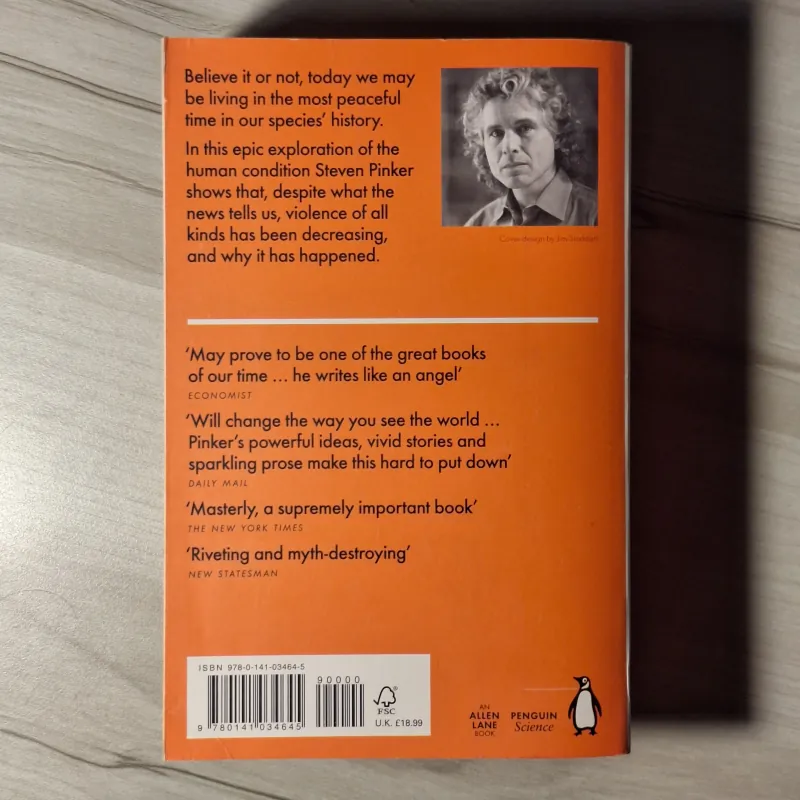 Believe it or not, today we may
be living in the most peaceful
time in our species’ history.
In this epic exploration of the
human condition Steven Pinker
shows that, despite what the
news tells us, violence of all
kinds has been decreasing,
and why it has happened.
Cover design by Jim Stoddart
‘May prove to be one of the great books
of our time ... he writes like an angel’
ECONOMIST
‘Will change the way you see the world ...
Pinker’s powerful ideas, vivid stories and
sparkling prose make this hard to put down’
DAILY MAIL
‘Masterly, a supremely important book’
THE NEW YORK TIMES
‘Riveting and myth-destroying’
NEW STATESMAN
ISBN 978-0-141-03464-5
90000
9 780141 034645
FSC
U.K. £18.99
AN
ALLEN
LANE
BOOK
PENGUIN
Science